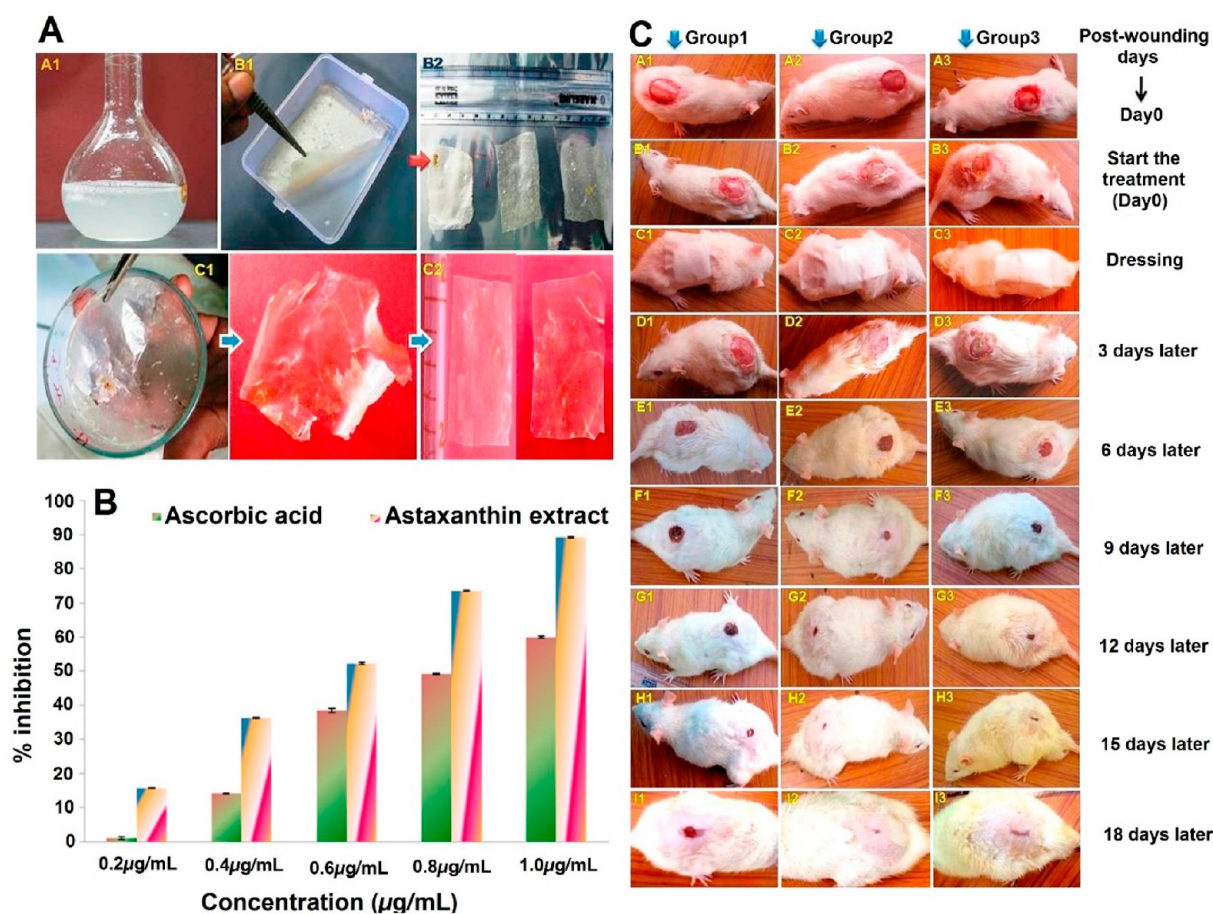 A
A1
B1
B2
C1
C2
B
Ascorbic acid
Astaxanthin extract
% inhibition
100
90
80
70
60
50
40
30
20
10
0
0.2µg/mL
0.4µg/mL
0.6µg/mL
0.8µg/mL
1.0µg/mL
Concentration (µg/mL)
C
Group1
Group2
Group3
Post-wounding
days
A1
A2
A3
Day0
B1
B2
B3
Start the
treatment
(Day0)
C1
C2
C3
Dressing
D1
D2
D3
3 days later
E1
E2
E3
6 days later
F1
F2
F3
9 days later
G1
G2
G3
12 days later
H1
H2
H3
15 days later
I1
I2
I3
18 days later